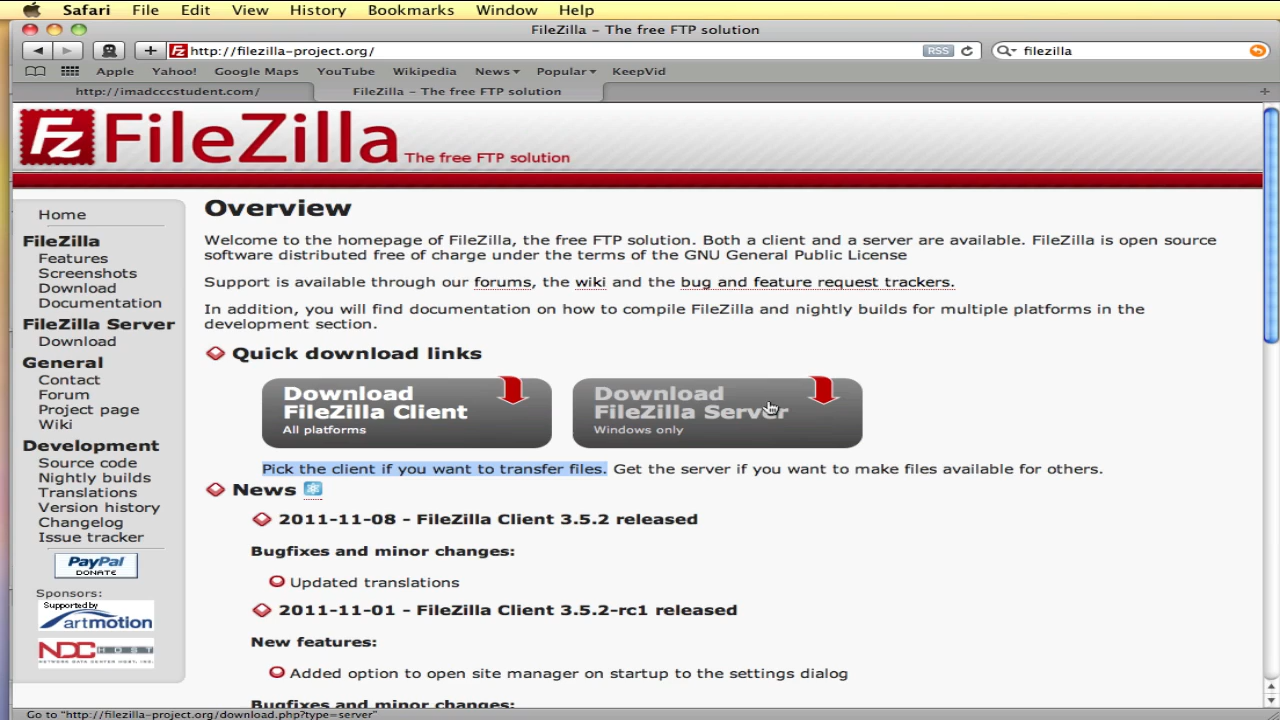 Safari File Edit View History Bookmarks Window Help
FileZilla – The free FTP solution
http://filezilla-project.org/ RSS filezilla
Apple Yahoo! Google Maps YouTube Wikipedia News Popular KeepVid
http://imadcccstudent.com/ FileZilla – The free FTP solution
Fz FileZilla The free FTP solution
Home
FileZilla
Features
Screenshots
Download
Documentation
FileZilla Server
Download
General
Contact
Forum
Project page
Wiki
Development
Source code
Nightly builds
Translations
Version history
Changelog
Issue tracker
PayPal
DONATE
Sponsors:
Supported by
artmotion
NDC HOST
NETWORK DATA CENTER HOST, INC.
Overview
Welcome to the homepage of FileZilla, the free FTP solution. Both a client and a server are available. FileZilla is open source
software distributed free of charge under the terms of the GNU General Public License
Support is available through our forums, the wiki and the bug and feature request trackers.
In addition, you will find documentation on how to compile FileZilla and nightly builds for multiple platforms in the
development section.
Quick download links
Download
FileZilla Client
All platforms
Download
FileZilla Server
Windows only
Pick the client if you want to transfer files. Get the server if you want to make files available for others.
News
2011-11-08 - FileZilla Client 3.5.2 released
Bugfixes and minor changes:
Updated translations
2011-11-01 - FileZilla Client 3.5.2-rc1 released
New features:
Added option to open site manager on startup to the settings dialog
Bugfixes and minor changes:
Go to "http://filezilla-project.org/download.php?type=server"